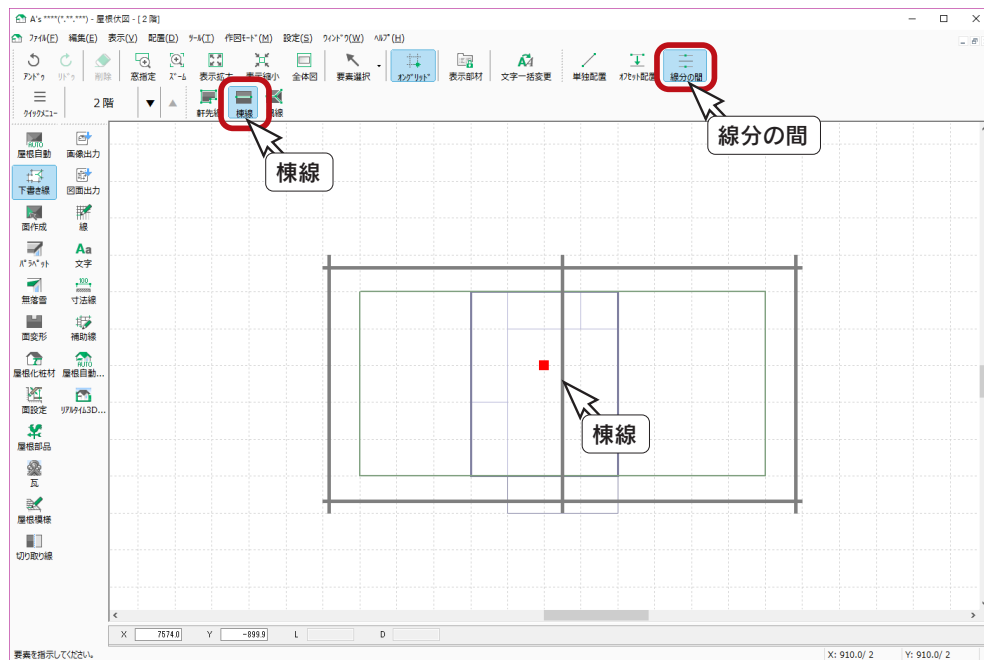 A's ****(*.**.***) - 屋根伏図 - [２階]
ﾌｧｲﾙ(F) 編集(E) 表示(V) 配置(D) ﾂｰﾙ(T) 作図ﾓｰﾄﾞ(M) 設定(S) ｳｨﾝﾄﾞｳ(W) ﾍﾙﾌﾟ(H)
ｱﾝﾄﾞｩ ﾘﾄﾞｩ 削除 窓指定 ｽﾞｰﾑ 表示拡大 表示縮小 全体図 要素選択 ｵﾝｸﾞﾘｯﾄﾞ 表示部材 文字一括変更 単独配置 ｵﾌｾｯﾄ配置 線分の間
ｸｲｯｸﾒﾆｭｰ 2階 ▼ ▲ 軒先線 棟線
線分の間
棟線
屋根自動 画像出力
下書き線 図面出力
面作成 線
ﾊﾟﾗﾍﾟｯﾄ 文字
無落雪 寸法線
面変形 補助線
屋根化粧材 屋根自動...
面設定 ﾘｱﾙﾀｲﾑ3D...
屋根部品
瓦
屋根模様
切り取り線
棟線
X 7574.0 Y -899.9 L D
要素を指示してください。 X: 910.0/ 2 Y: 910.0/ 2